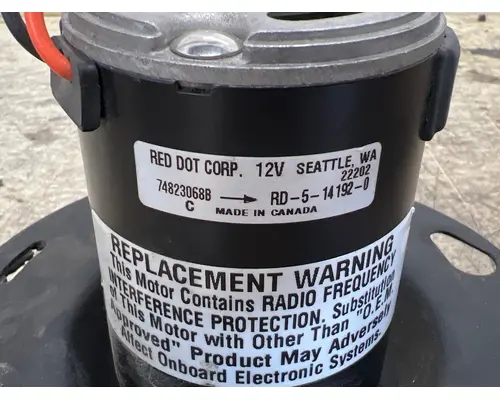 RED DOT CORP. 12V SEATTLE, WA
22202
74823068B → RD-5-14192-0
C MADE IN CANADA
REPLACEMENT WARNING
This Motor Contains RADIO FREQUENCY
INTERFERENCE PROTECTION. Substitution
of This Motor with Other Than "O.E.M.
Approved" Product May Adversely
Affect Onboard Electronic Systems.